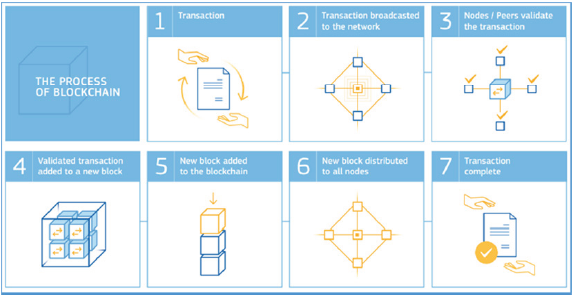 THE PROCESS
OF BLOCKCHAIN
1 Transaction
2 Transaction broadcasted
to the network
3 Nodes / Peers validate
the transaction
4 Validated transaction
added to a new block
5 New block added
to the blockchain
6 New block distributed
to all nodes
7 Transaction
complete